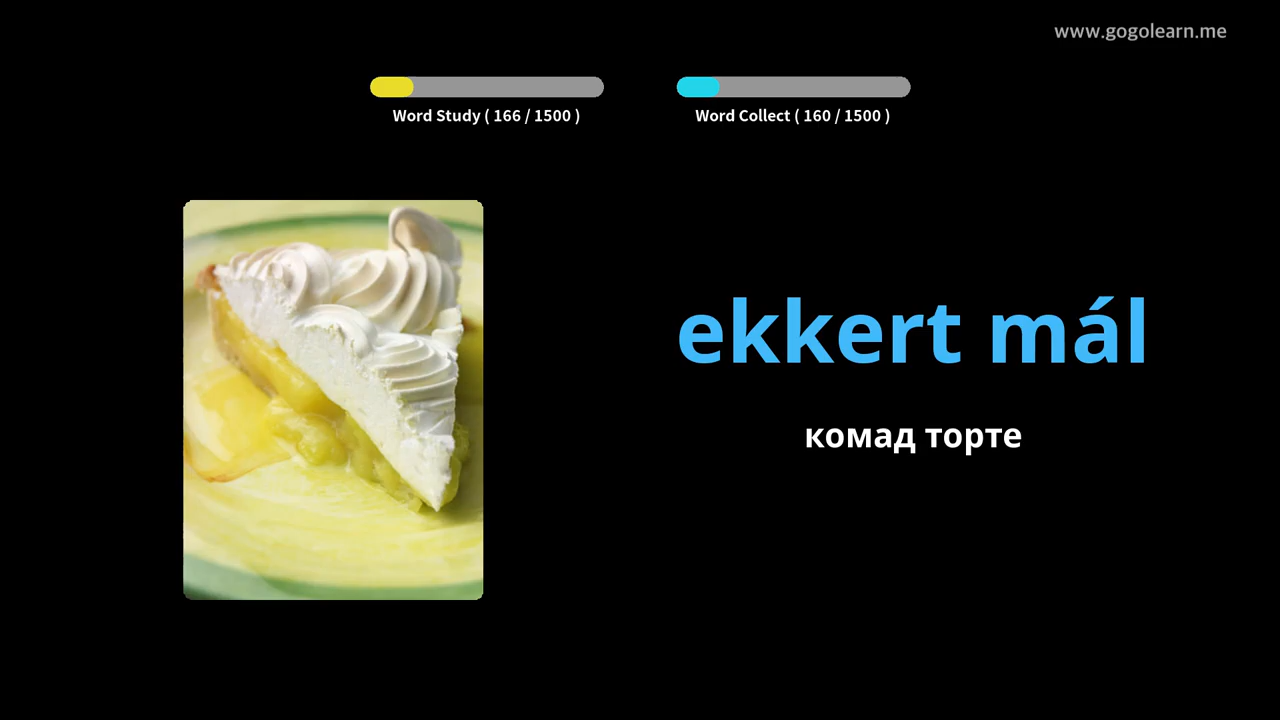 www.gogolearn.me
Word Study ( 166 / 1500 )
Word Collect ( 160 / 1500 )
ekkert mál
комад торте